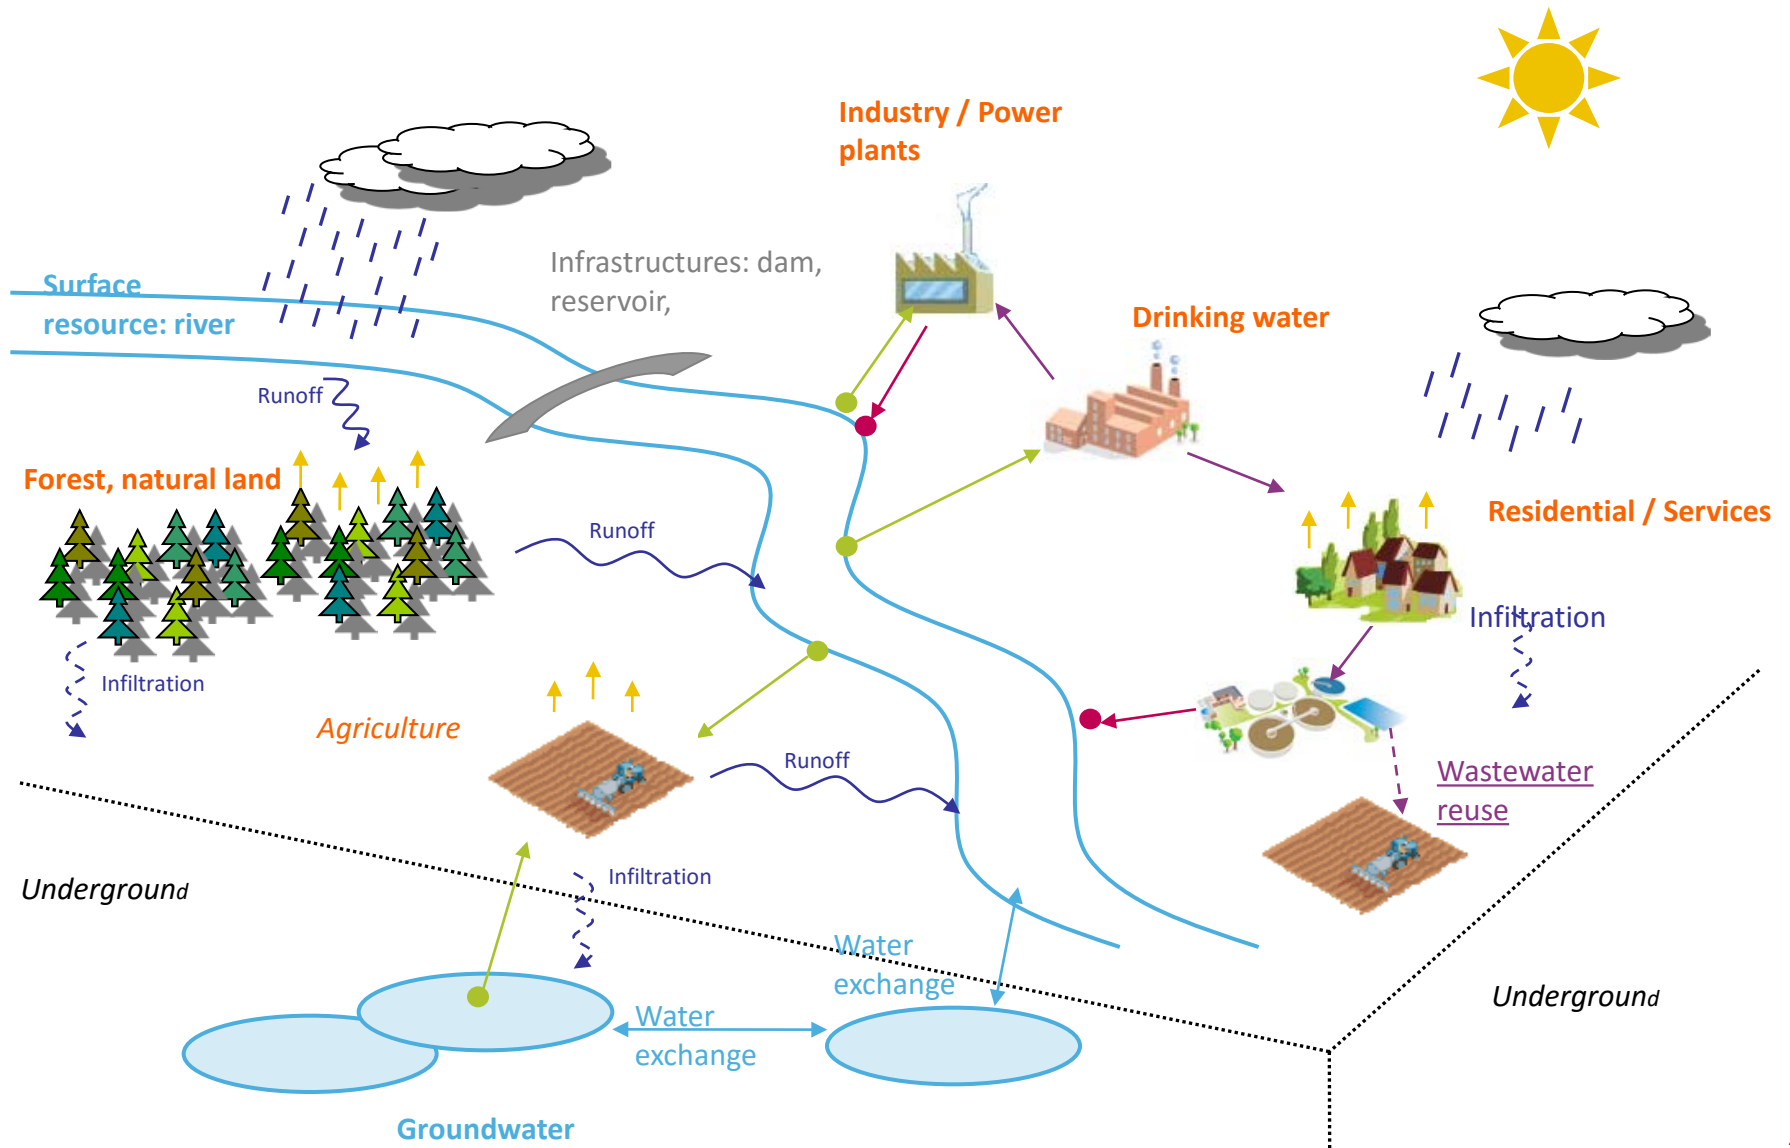 Industry / Power
plants
Infrastructures: dam,
reservoir,
Surface
resource: river
Drinking water
Runoff
Forest, natural land
Residential / Services
Runoff
Infiltration
Infiltration
Agriculture
Runoff
Wastewater
reuse
Infiltration
Underground
Water
exchange
Underground
Water
exchange
Groundwater